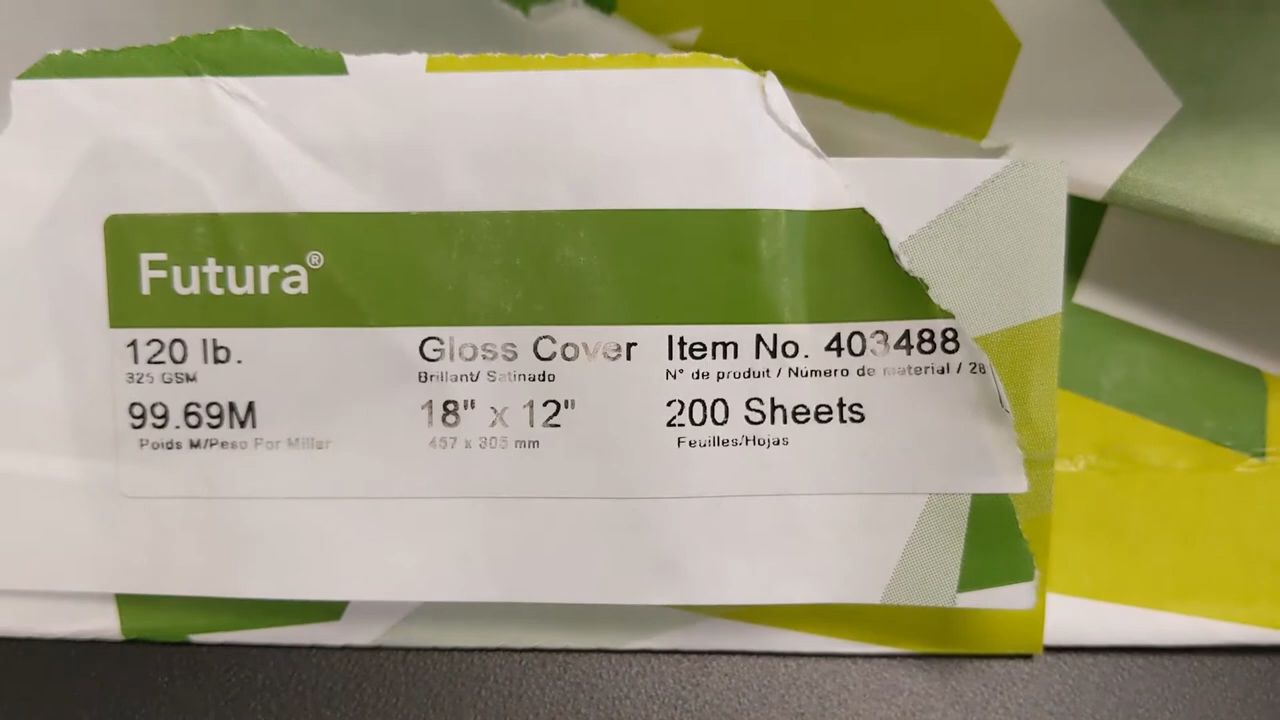 Futura®
120 lb. Gloss Cover Item No. 403488
325 GSM Brillant/ Satinado N° de produit / Número de material / 28
99.69M 18" x 12" 200 Sheets
Poids M/Peso Por Millar 457 x 305 mm Feuilles/Hojas